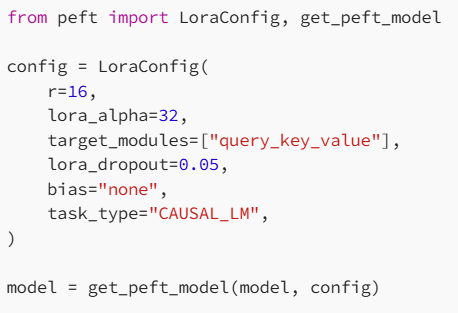 from peft import LoraConfig, get_peft_model

config = LoraConfig(
    r=16,
    lora_alpha=32,
    target_modules=["query_key_value"],
    lora_dropout=0.05,
    bias="none",
    task_type="CAUSAL_LM",
)

model = get_peft_model(model, config)